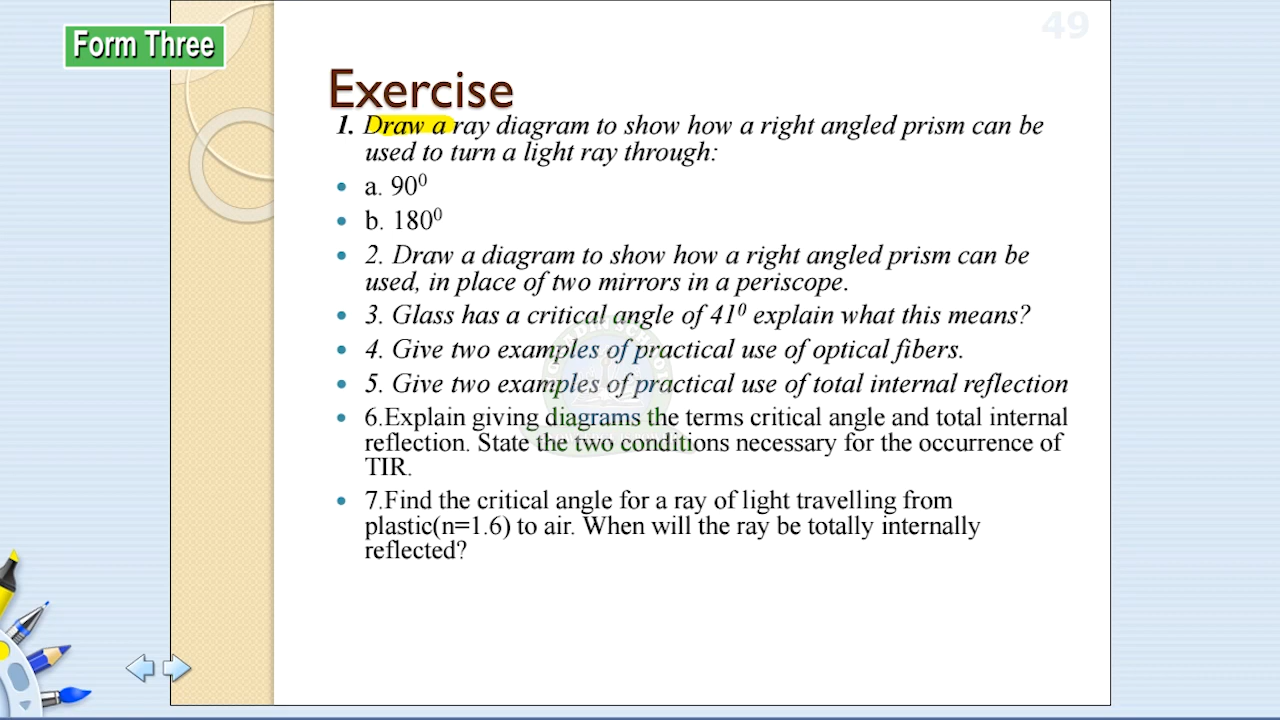 49
Form Three
Exercise
1. Draw a ray diagram to show how a right angled prism can be
used to turn a light ray through:
• a. 90⁰
• b. 180⁰
• 2. Draw a diagram to show how a right angled prism can be
used, in place of two mirrors in a periscope.
• 3. Glass has a critical angle of 41⁰ explain what this means?
• 4. Give two examples of practical use of optical fibers.
• 5. Give two examples of practical use of total internal reflection
• 6.Explain giving diagrams the terms critical angle and total internal
reflection. State the two conditions necessary for the occurrence of
TIR.
• 7.Find the critical angle for a ray of light travelling from
plastic(n=1.6) to air. When will the ray be totally internally
reflected?